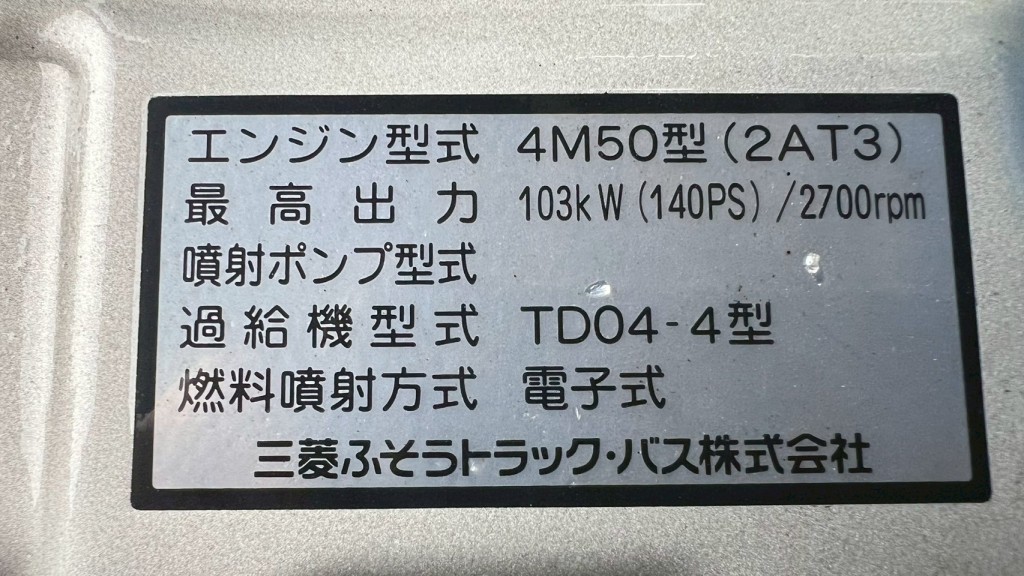 エンジン型式 4M50型(2AT3)
最高出力 103kW(140PS)/2700rpm
噴射ポンプ型式
過給機型式 TD04-4型
燃料噴射方式 電子式
三菱ふそうトラック・バス株式会社